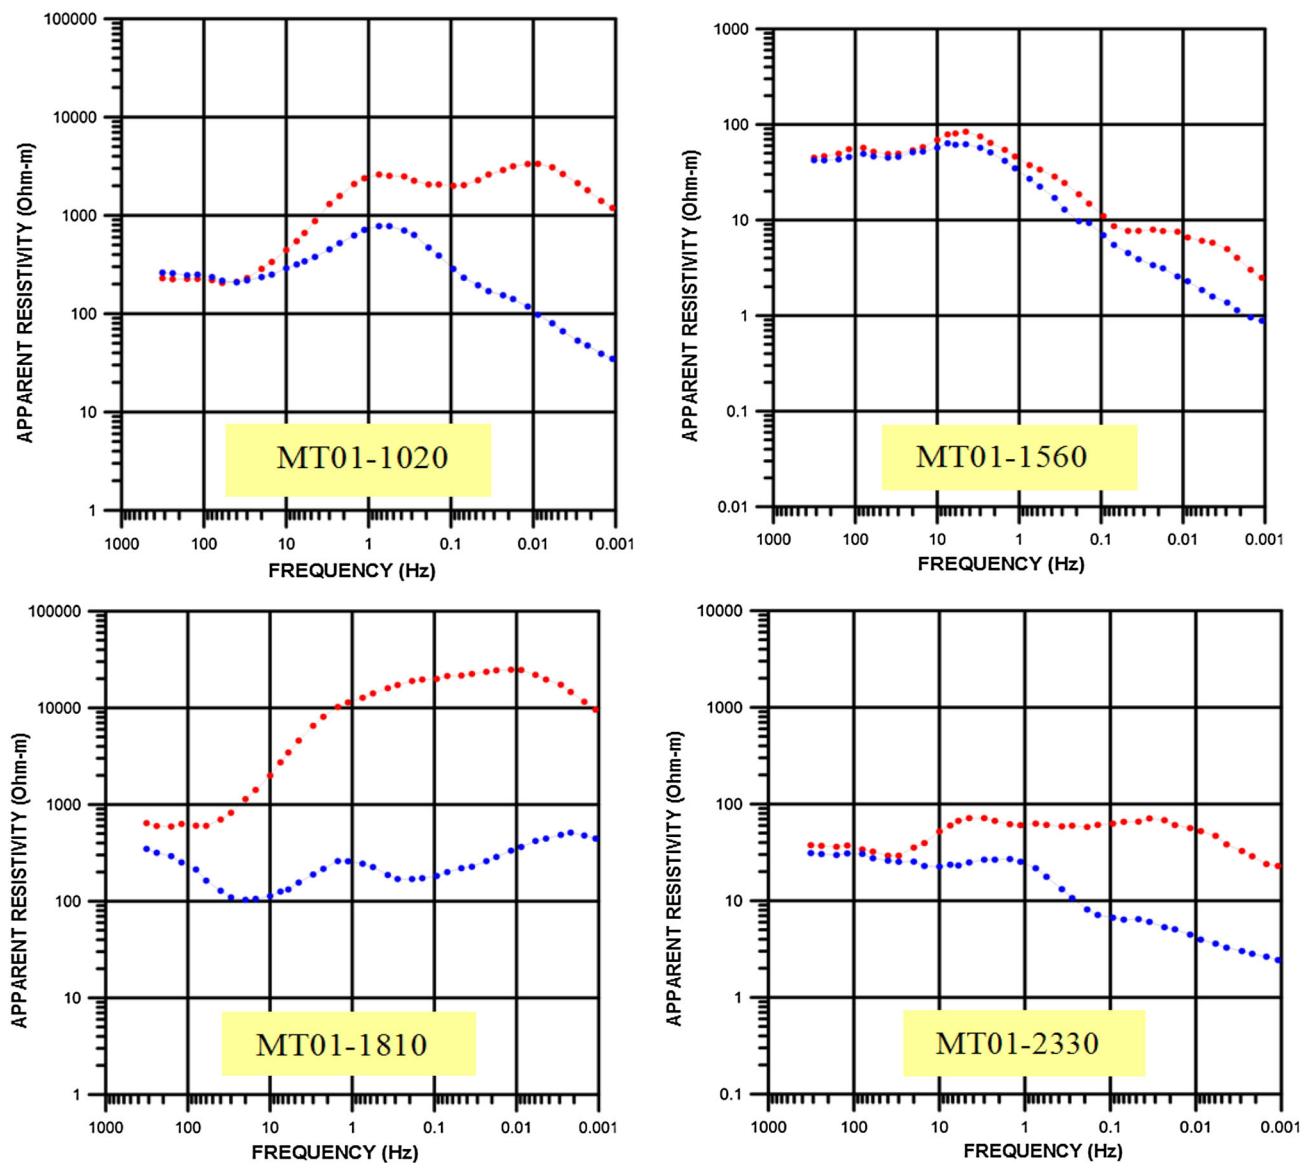 100000
10000
1000
100
10
1
APPARENT RESISTIVITY (Ohm-m)
MT01-1020
1000 100 10 1 0.1 0.01 0.001
FREQUENCY (Hz)
1000
100
10
1
0.1
0.01
APPARENT RESISTIVITY (Ohm-m)
MT01-1560
1000 100 10 1 0.1 0.01 0.001
FREQUENCY (Hz)
100000
10000
1000
100
10
1
APPARENT RESISTIVITY (Ohm-m)
MT01-1810
1000 100 10 1 0.1 0.01 0.001
FREQUENCY (Hz)
10000
1000
100
10
1
0.1
APPARENT RESISTIVITY (Ohm-m)
MT01-2330
1000 100 10 1 0.1 0.01 0.001
FREQUENCY (Hz)